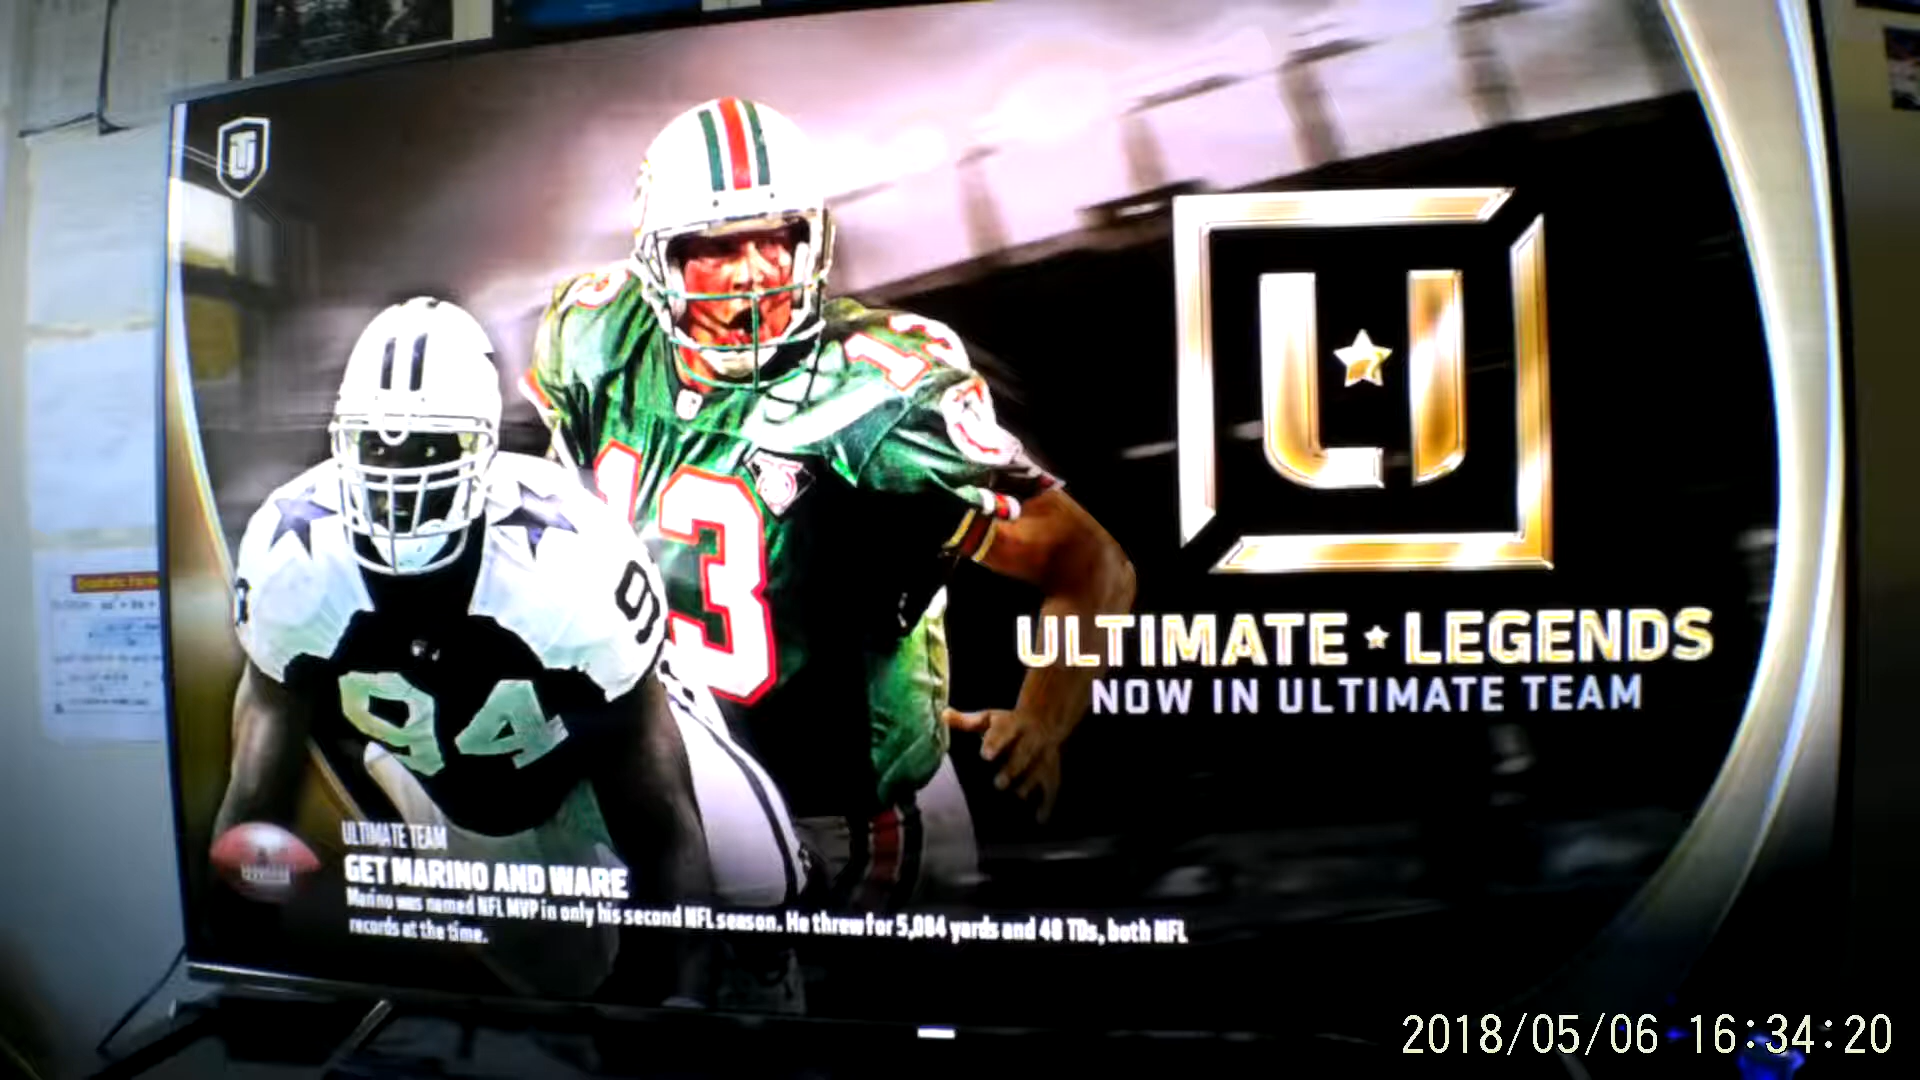 13
13
94
94
ULTIMATE LEGENDS
NOW IN ULTIMATE TEAM
ULTIMATE TEAM
GET MARINO AND WARE
Marino was named NFL MVP in only his second NFL season. He threw for 5,084 yards and 48 TDs, both NFL
records at the time.
2018/05/06 16:34:20